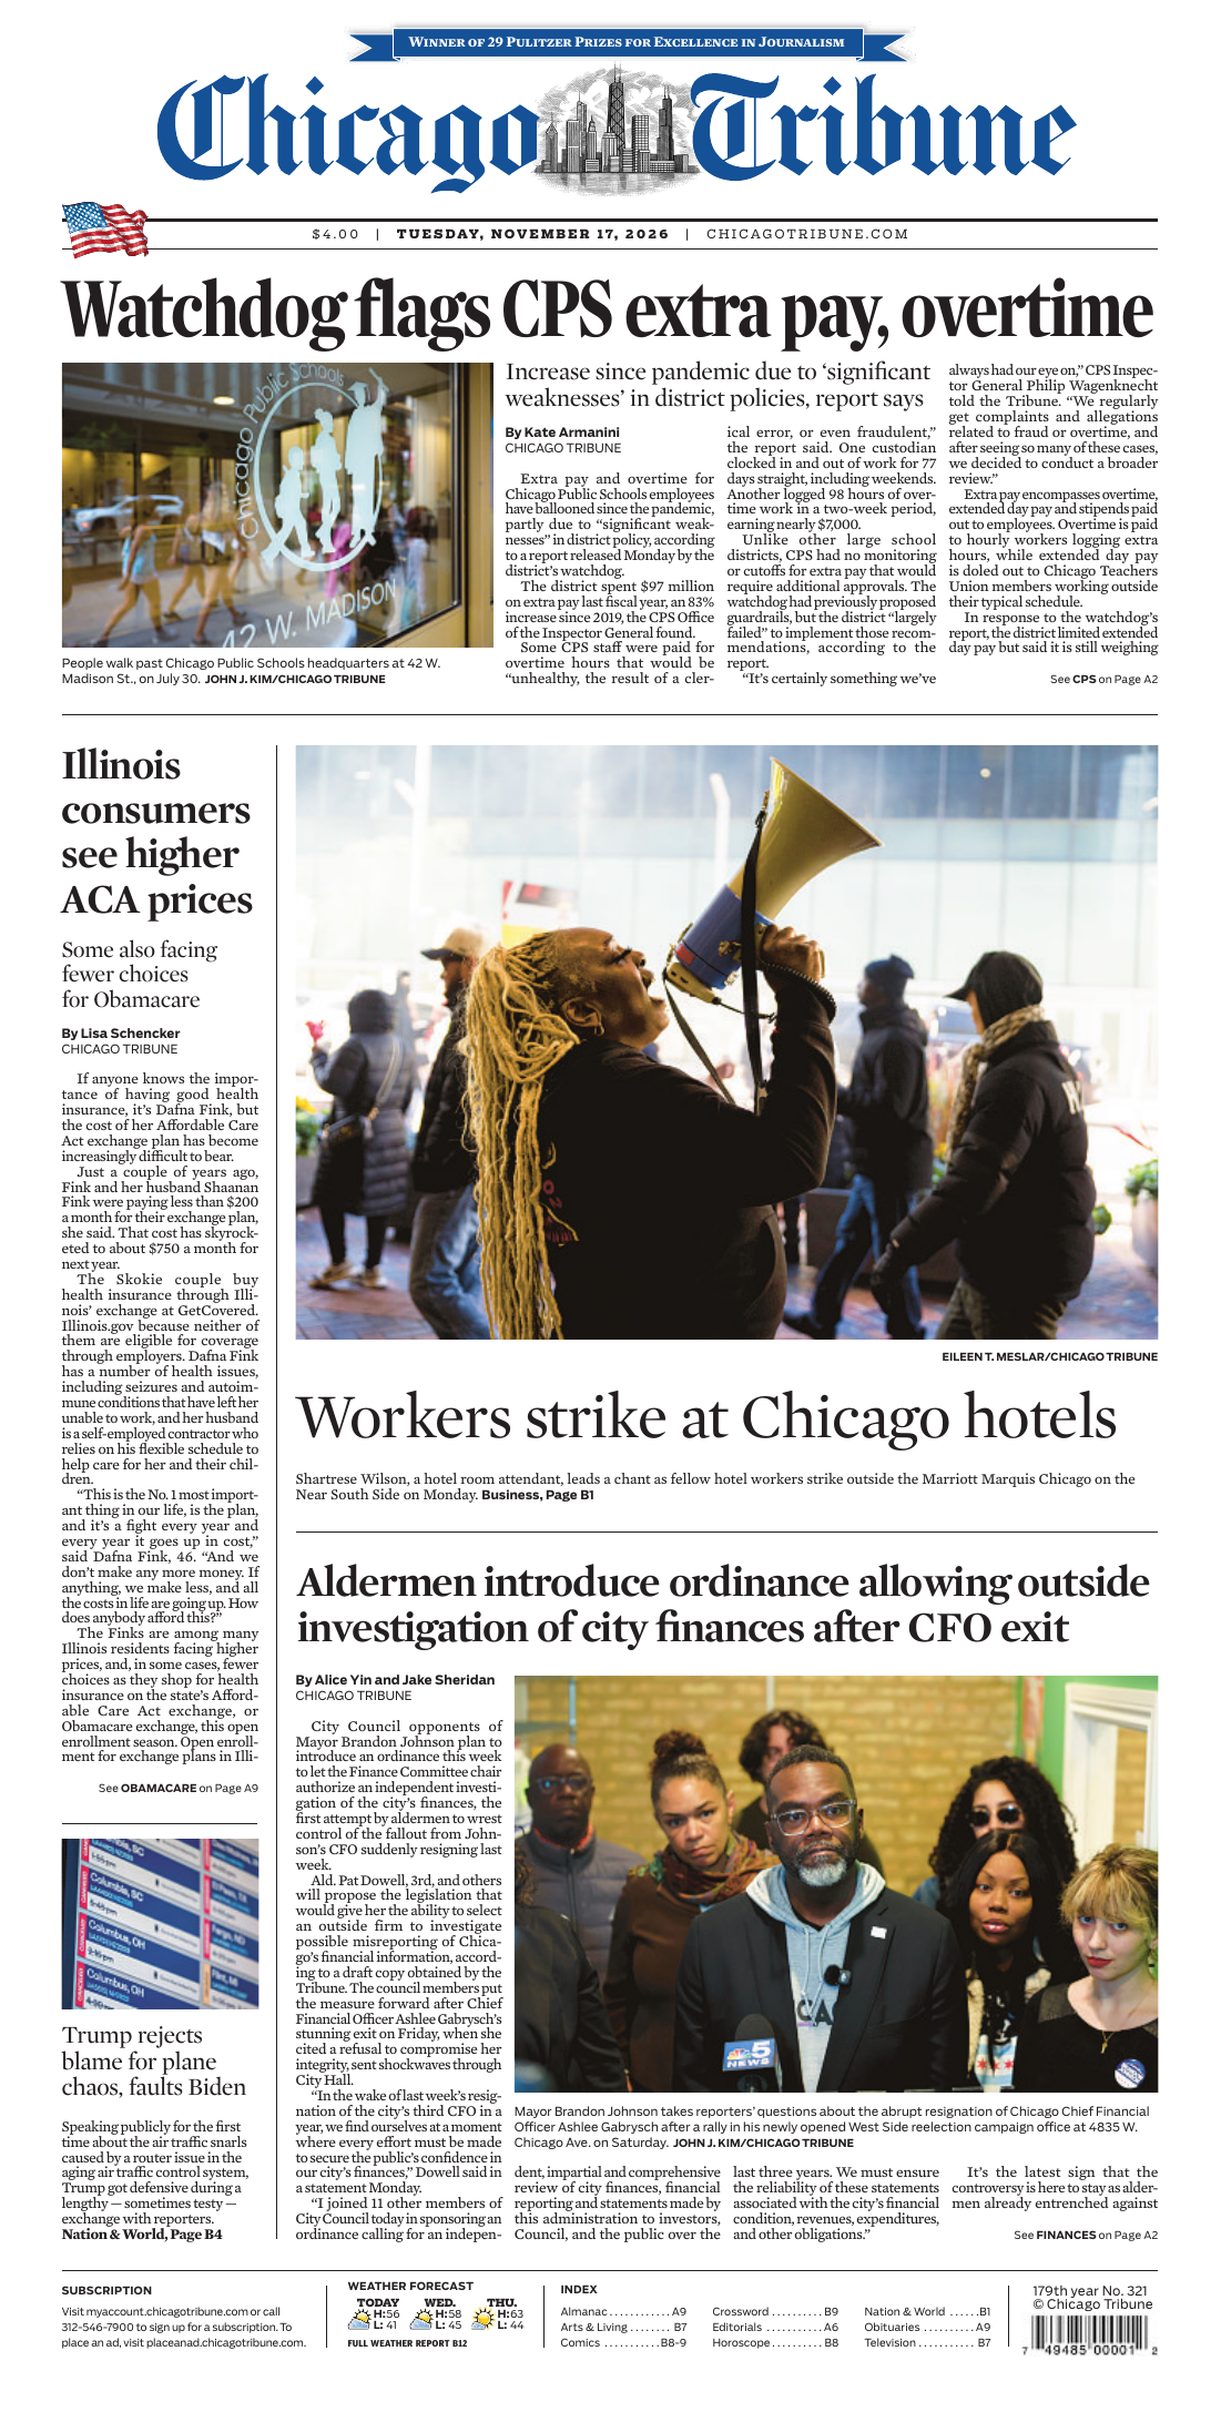 WINNER OF 29 PULITZER PRIZES FOR EXCELLENCE IN JOURNALISM
Chicago Tribune
$4.00 | TUESDAY, NOVEMBER 17, 2026 | CHICAGOTRIBUNE.COM
Watchdog flags CPS extra pay, overtime
Chicago Public Schools
42 W. MADISON
People walk past Chicago Public Schools headquarters at 42 W.
Madison St., on July 30. JOHN J. KIM/CHICAGO TRIBUNE
Increase since pandemic due to ‘significant
weaknesses’ in district policies, report says
By Kate Armanini
CHICAGO TRIBUNE
Extra pay and overtime for
Chicago Public Schools employees
have ballooned since the pandemic,
partly due to “significant weak-
nesses” in district policy, according
to a report released Monday by the
district’s watchdog.
The district spent $97 million
on extra pay last fiscal year, an 83%
increase since 2019, the CPS Office
of the Inspector General found.
Some CPS staff were paid for
overtime hours that would be
“unhealthy, the result of a cler-
ical error, or even fraudulent,”
the report said. One custodian
clocked in and out of work for 77
days straight, including weekends.
Another logged 98 hours of over-
time work in a two-week period,
earning nearly $7,000.
Unlike other large school
districts, CPS had no monitoring
or cutoffs for extra pay that would
require additional approvals. The
watchdog had previously proposed
guardrails, but the district “largely
failed” to implement those recom-
mendations, according to the
report.
“It’s certainly something we’ve
always had our eye on,” CPS Inspec-
tor General Philip Wagenknecht
told the Tribune. “We regularly
get complaints and allegations
related to fraud or overtime, and
after seeing so many of these cases,
we decided to conduct a broader
review.”
Extra pay encompasses overtime,
extended day pay and stipends paid
out to employees. Overtime is paid
to hourly workers logging extra
hours, while extended day pay
is doled out to Chicago Teachers
Union members working outside
their typical schedule.
In response to the watchdog’s
report, the district limited extended
day pay but said it is still weighing
See CPS on Page A2
Illinois
consumers
see higher
ACA prices
Some also facing
fewer choices
for Obamacare
By Lisa Schencker
CHICAGO TRIBUNE
If anyone knows the impor-
tance of having good health
insurance, it’s Dafna Fink, but
the cost of her Affordable Care
Act exchange plan has become
increasingly difficult to bear.
Just a couple of years ago,
Fink and her husband Shaanan
Fink were paying less than $200
a month for their exchange plan,
she said. That cost has skyrock-
eted to about $750 a month for
next year.
The Skokie couple buy
health insurance through Illi-
nois’ exchange at GetCovered.
Illinois.gov because neither of
them are eligible for coverage
through employers. Dafna Fink
has a number of health issues,
including seizures and autoim-
mune conditions that have left her
unable to work, and her husband
is a self-employed contractor who
relies on his flexible schedule to
help care for her and their chil-
dren.
“This is the No. 1 most import-
ant thing in our life, is the plan,
and it’s a fight every year and
every year it goes up in cost,”
said Dafna Fink, 46. “And we
don’t make any more money. If
anything, we make less, and all
the costs in life are going up. How
does anybody afford this?”
The Finks are among many
Illinois residents facing higher
prices, and, in some cases, fewer
choices as they shop for health
insurance on the state’s Afford-
able Care Act exchange, or
Obamacare exchange, this open
enrollment season. Open enroll-
ment for exchange plans in Illi-
See OBAMACARE on Page A9
Columbia, SC
Columbus, OH
Columbus, OH
Trump rejects
blame for plane
chaos, faults Biden
Speaking publicly for the first
time about the air traffic snarls
caused by a router issue in the
aging air traffic control system,
Trump got defensive during a
lengthy — sometimes testy —
exchange with reporters.
Nation & World, Page B4
EILEEN T. MESLAR/CHICAGO TRIBUNE
Workers strike at Chicago hotels
Shartrese Wilson, a hotel room attendant, leads a chant as fellow hotel workers strike outside the Marriott Marquis Chicago on the
Near South Side on Monday. Business, Page B1
Aldermen introduce ordinance allowing outside
investigation of city finances after CFO exit
By Alice Yin and Jake Sheridan
CHICAGO TRIBUNE
City Council opponents of
Mayor Brandon Johnson plan to
introduce an ordinance this week
to let the Finance Committee chair
authorize an independent investi-
gation of the city’s finances, the
first attempt by aldermen to wrest
control of the fallout from John-
son’s CFO suddenly resigning last
week.
Ald. Pat Dowell, 3rd, and others
will propose the legislation that
would give her the ability to select
an outside firm to investigate
possible misreporting of Chica-
go’s financial information, accord-
ing to a draft copy obtained by the
Tribune. The council members put
the measure forward after Chief
Financial Officer Ashlee Gabrysch’s
stunning exit on Friday, when she
cited a refusal to compromise her
integrity, sent shockwaves through
City Hall.
“In the wake of last week’s resig-
nation of the city’s third CFO in a
year, we find ourselves at a moment
where every effort must be made
to secure the public’s confidence in
our city’s finances,” Dowell said in
a statement Monday.
“I joined 11 other members of
City Council today in sponsoring an
ordinance calling for an indepen-
5
NEWS
Mayor Brandon Johnson takes reporters’ questions about the abrupt resignation of Chicago Chief Financial
Officer Ashlee Gabrysch after a rally in his newly opened West Side reelection campaign office at 4835 W.
Chicago Ave. on Saturday. JOHN J. KIM/CHICAGO TRIBUNE
dent, impartial and comprehensive
review of city finances, financial
reporting and statements made by
this administration to investors,
Council, and the public over the
last three years. We must ensure
the reliability of these statements
associated with the city’s financial
condition, revenues, expenditures,
and other obligations.”
It’s the latest sign that the
controversy is here to stay as alder-
men already entrenched against
See FINANCES on Page A2
SUBSCRIPTION
Visit myaccount.chicagotribune.com or call
312-546-7900 to sign up for a subscription. To
place an ad, visit placeanad.chicagotribune.com.
WEATHER FORECAST
TODAY WED. THU.
H:56 H:58 H:63
L: 41 L: 45 L: 44
FULL WEATHER REPORT B12
INDEX
Almanac............A9
Arts & Living........B7
Comics...........B8-9
Crossword..........B9
Editorials...........A6
Horoscope..........B8
Nation & World......B1
Obituaries..........A9
Television...........B7
179th year No. 321
© Chicago Tribune
7 49485 00001 2